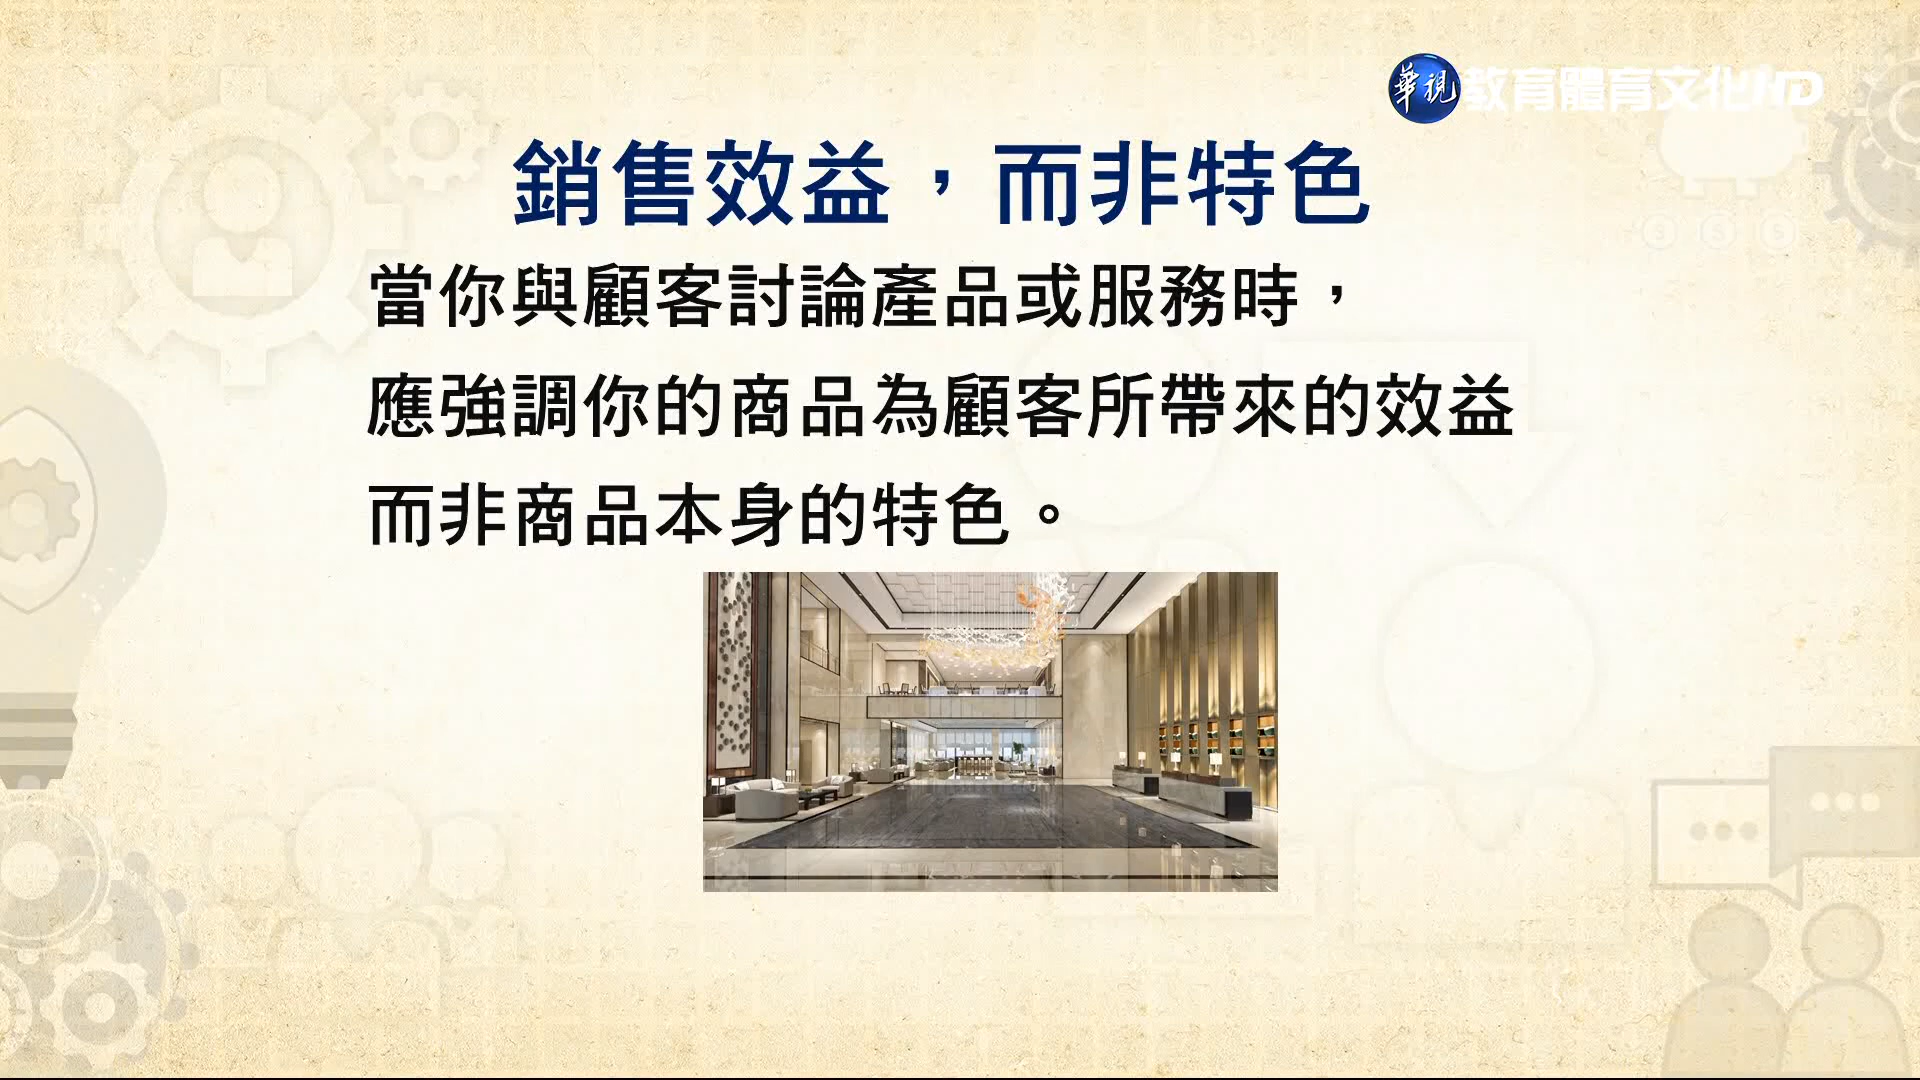 華視 教育體育文化HD
銷售效益，而非特色
當你與顧客討論產品或服務時，
應強調你的商品為顧客所帶來的效益
而非商品本身的特色。